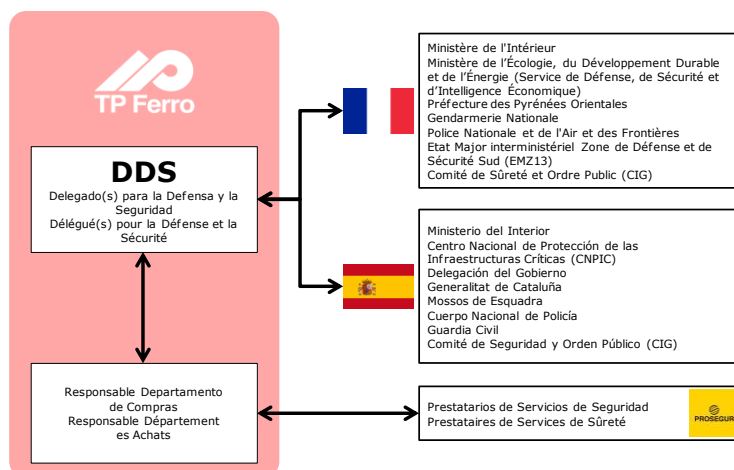 TP Ferro
DDS
Delegado(s) para la Defensa y la
Seguridad
Délégué(s) pour la Défense et la
Sécurité
Responsable Departamento
de Compras
Responsable Département
es Achats
Ministère de l'Intérieur
Ministère de l'Écologie, du Développement Durable
et de l'Énergie (Service de Défense, de Sécurité et
d'Intelligence Économique)
Préfecture des Pyrénées Orientales
Gendarmerie Nationale
Police Nationale et de l'Air et des Frontières
Etat Major interministériel Zone de Défense et de
Sécurité Sud (EMZ13)
Comité de Sûreté et Ordre Public (CIG)
Ministerio del Interior
Centro Nacional de Protección de las
Infraestructuras Críticas (CNPIC)
Delegación del Gobierno
Generalitat de Cataluña
Mossos de Esquadra
Cuerpo Nacional de Policía
Guardia Civil
Comité de Seguridad y Orden Público (CIG)
Prestatarios de Servicios de Seguridad
Prestataires de Services de Sûreté
PROSEGUR